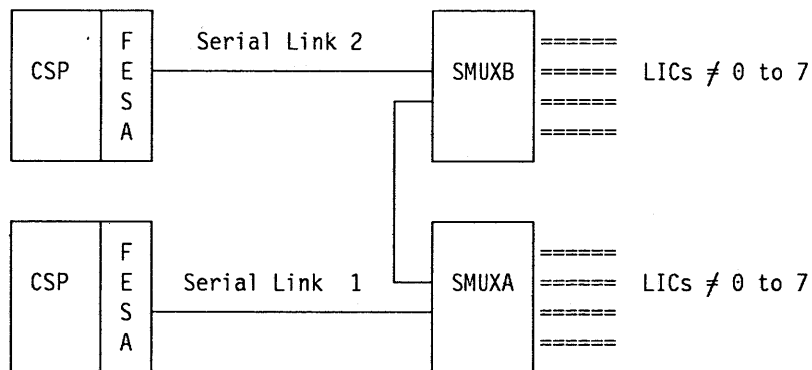 F
E
S
A
CSP
Serial Link 2
SMUXB
======
======
======
======
LICs ≠ 0 to 7
F
E
S
A
CSP
Serial Link 1
SMUXA
======
======
======
======
LICs ≠ 0 to 7